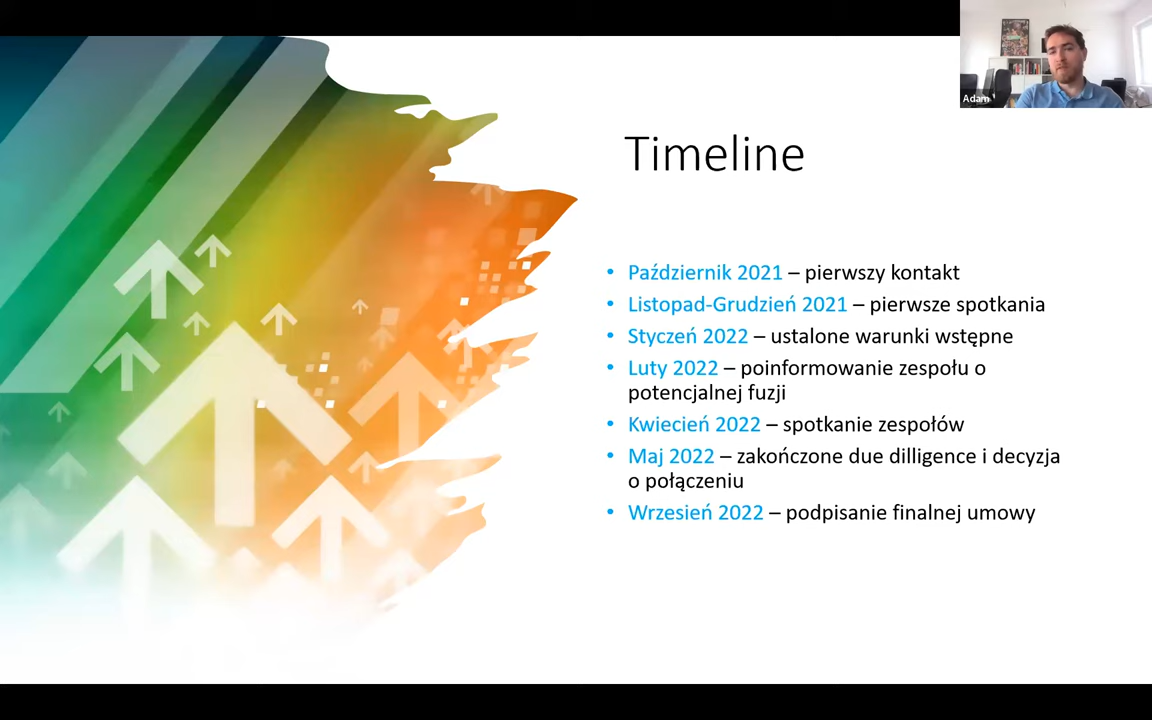 Adam
Timeline
• Październik 2021 – pierwszy kontakt
• Listopad-Grudzień 2021 – pierwsze spotkania
• Styczeń 2022 – ustalone warunki wstępne
• Luty 2022 – poinformowanie zespołu o
potencjalnej fuzji
• Kwiecień 2022 – spotkanie zespołów
• Maj 2022 – zakończone due dilligence i decyzja
o połączeniu
• Wrzesień 2022 – podpisanie finalnej umowy